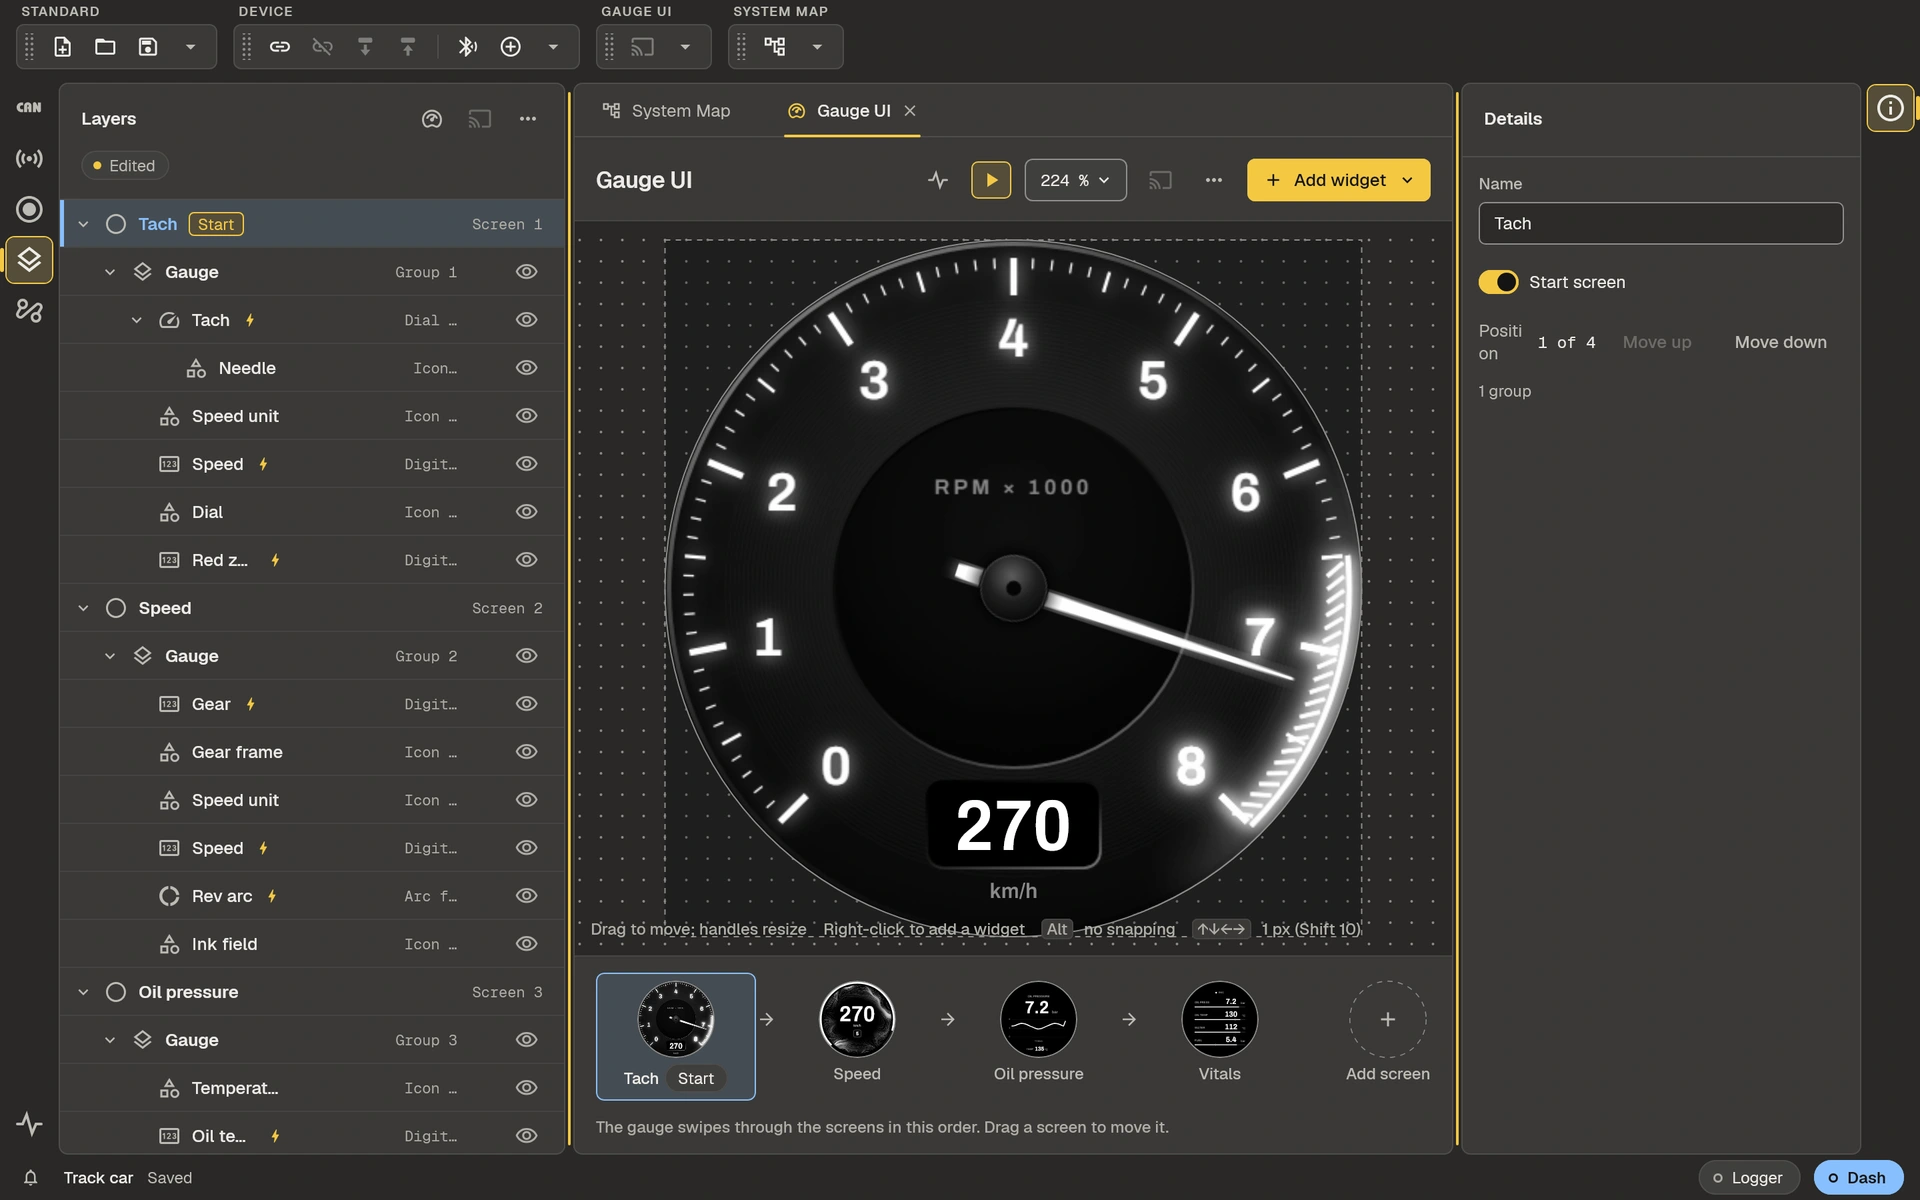 STANDARD
DEVICE
GAUGE UI
SYSTEM MAP
CAN
Layers
Edited
Tach Start Screen 1
Gauge Group 1
Tach Dial …
Needle Icon…
Speed unit Icon …
Speed Digit…
Dial Icon …
Red z… Digit…
Speed Screen 2
Gauge Group 2
Gear Digit…
Gear frame Icon …
Speed unit Icon …
Speed Digit…
Rev arc Arc f…
Ink field Icon …
Oil pressure Screen 3
Gauge Group 3
Temperat… Icon …
Oil te… Digit…
System Map
Gauge UI
Gauge UI
224 %
Add widget
4
3
5
2
6
RPM × 1000
1
7
0
8
270
km/h
Drag to move; handles resize Right-click to add a widget Alt no snapping ↑↓←→ 1 px (Shift 10)
270
7.2
135
7.2
130
112
5.4
Tach Start
Speed
Oil pressure
Vitals
Add screen
The gauge swipes through the screens in this order. Drag a screen to move it.
Details
Name
Tach
Start screen
Positi
on
1 of 4
Move up
Move down
1 group
Track car Saved
Logger
Dash